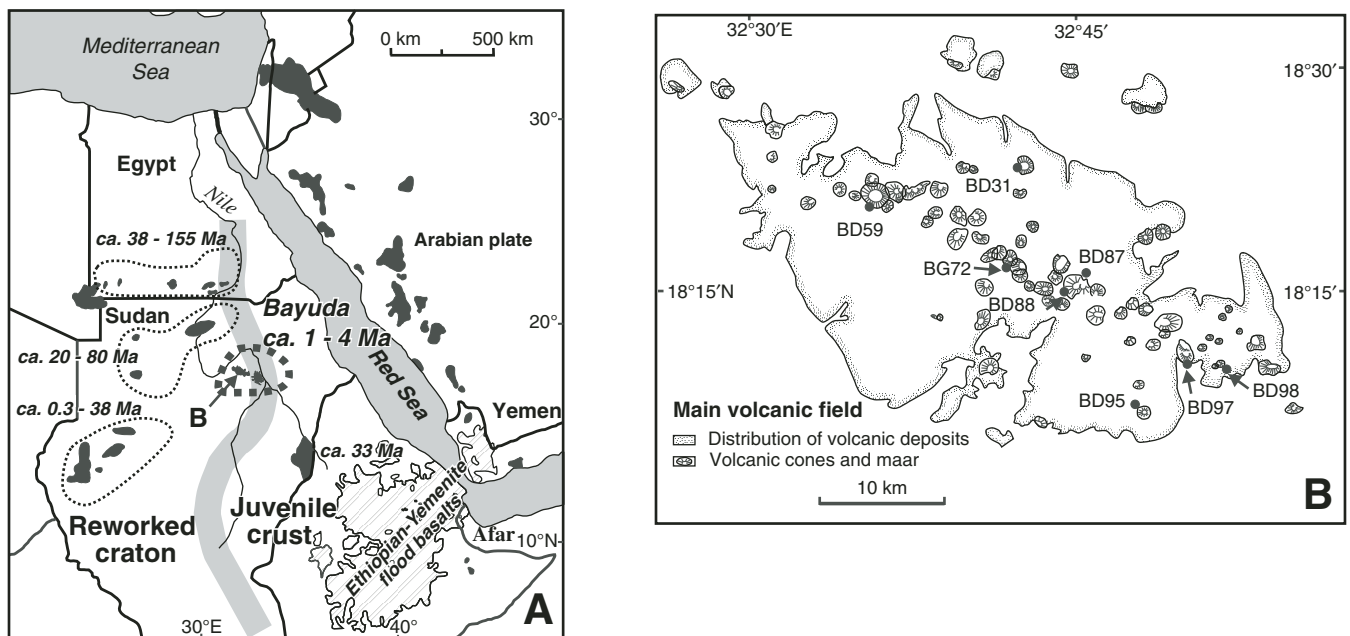 Mediterranean
Sea
0 km 500 km
30°
Egypt
Nile
Arabian plate
ca. 38 - 155 Ma
Sudan
Bayuda
ca. 1 - 4 Ma
20°
ca. 20 - 80 Ma
Red Sea
ca. 0.3 - 38 Ma
B
Yemen
ca. 33 Ma
Juvenile
crust
Reworked
craton
Ethiopian-Yemenite
flood basalts
Afar
10°N
30°E
40°
A
32°30′E
32°45′
18°30′
BD31
BD59
BG72
BD87
18°15′N
18°15′
BD88
BD95
BD97
BD98
Main volcanic field
Distribution of volcanic deposits
Volcanic cones and maar
10 km
B